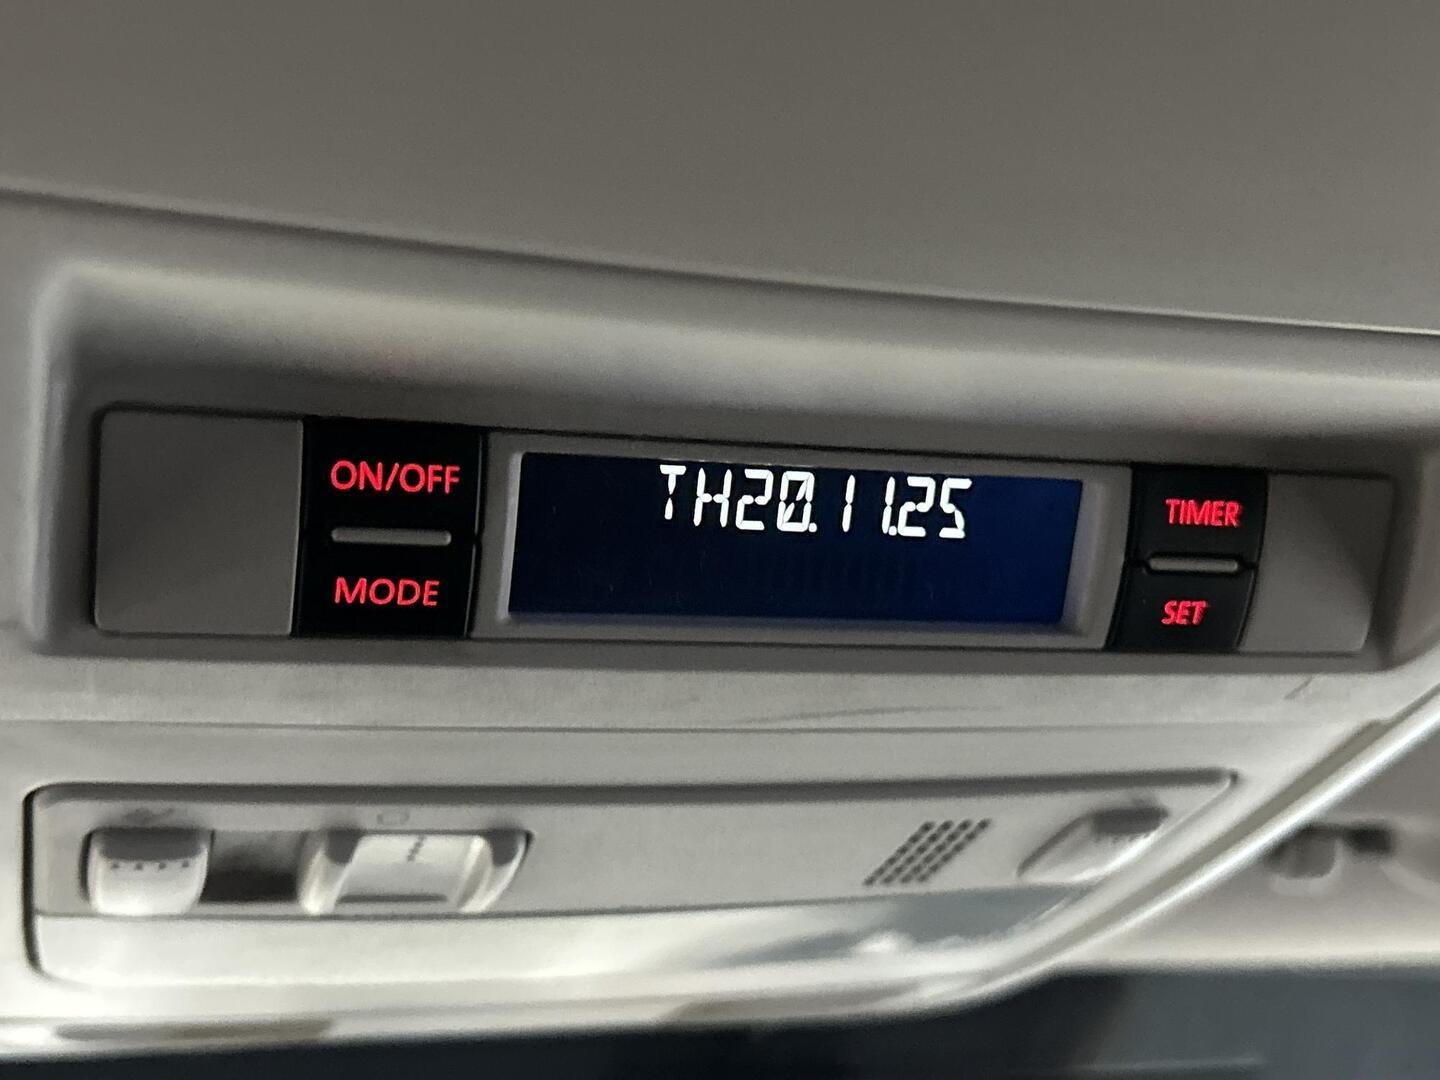 ON/OFF
MODE
TH20.11.25
TIMER
SET